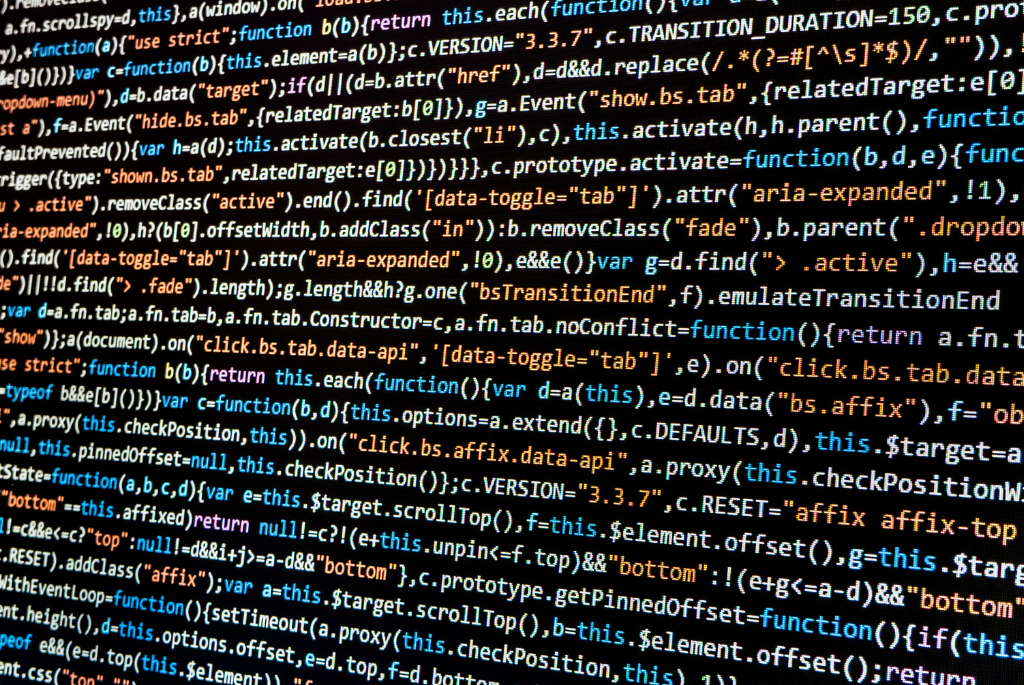 a.fn.scrollspy=d,this},a(window).on("load.bs
+function(a){"use strict";function b(b){return this.each(function(){var
&e[b]()})}var c=function(b){this.element=a(b)};c.VERSION="3.3.7",c.TRANSITION_DURATION=150,c.pro
ropdown-menu)"),d=b.data("target");if(d||(d=b.attr("href"),d=d&&d.replace(/.*(?=#[^\s]*$)/,"")),
st a"),f=a.Event("hide.bs.tab",{relatedTarget:b[0]}),g=a.Event("show.bs.tab",{relatedTarget:e[0]
faultPrevented()){var h=a(d);this.activate(b.closest("li"),c),this.activate(h,h.parent(),functio
rigger({type:"shown.bs.tab",relatedTarget:e[0]})})}}},c.prototype.activate=function(b,d,e){func
u > .active").removeClass("active").end().find('[data-toggle="tab"]').attr("aria-expanded",!1),
ia-expanded",!0),h?(b[0].offsetWidth,b.addClass("in")):b.removeClass("fade"),b.parent(".dropdow
().find('[data-toggle="tab"]').attr("aria-expanded",!0),e&&e()}var g=d.find("> .active"),h=e&&
de")||!!d.find("> .fade").length);g.length&&h?g.one("bsTransitionEnd",f).emulateTransitionEnd
;var d=a.fn.tab;a.fn.tab=b,a.fn.tab.Constructor=c,a.fn.tab.noConflict=function(){return a.fn.t
"show")};a(document).on("click.bs.tab.data-api",'[data-toggle="tab"]',e).on("click.bs.tab.data
use strict";function b(b){return this.each(function(){var d=a(this),e=d.data("bs.affix"),f="ob
=typeof b&&e[b]()})}var c=function(b,d){this.options=a.extend({},c.DEFAULTS,d),this.$target=a
",a.proxy(this.checkPosition,this)).on("click.bs.affix.data-api",a.proxy(this.checkPositionWi
null,this.pinnedOffset=null,this.checkPosition()};c.VERSION="3.3.7",c.RESET="affix affix-top
tState=function(a,b,c,d){var e=this.$target.scrollTop(),f=this.$element.offset(),g=this.$targ
"bottom"==this.affixed)return null!=c?!(e+this.unpin<=f.top)&&"bottom":!(e+g<=a-d)&&"bottom"
l!=c&&e<=c?"top":null!=d&&i+j>=a-d&&"bottom"},c.prototype.getPinnedOffset=function(){if(this
.RESET).addClass("affix");var a=this.$target.scrollTop(),b=this.$element.offset();return
WithEventLoop=function(){setTimeout(a.proxy(this.checkPosition,this),1)}
ent.height(),d=this.options.offset,e=d.top,f=d.bottom
peof e&&(e=d.top(this.$element)),"f
ent.css("top",""